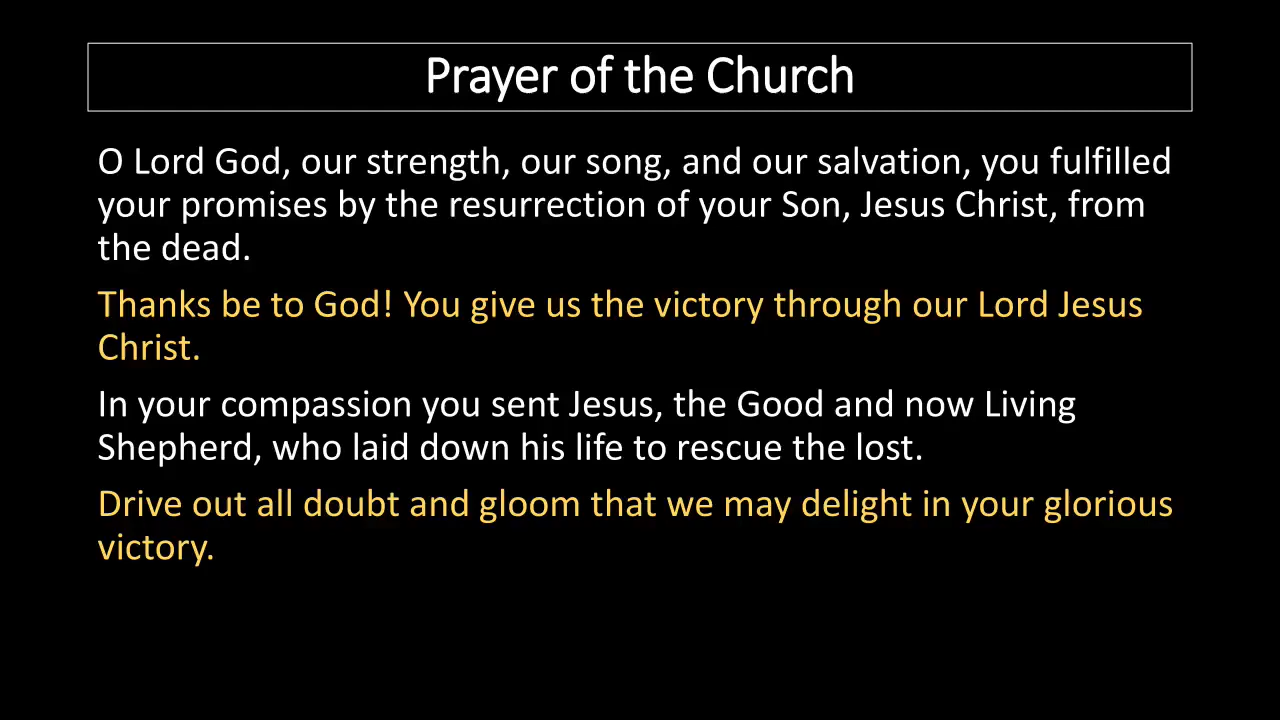 Prayer of the Church
O Lord God, our strength, our song, and our salvation, you fulfilled
your promises by the resurrection of your Son, Jesus Christ, from
the dead.
Thanks be to God! You give us the victory through our Lord Jesus
Christ.
In your compassion you sent Jesus, the Good and now Living
Shepherd, who laid down his life to rescue the lost.
Drive out all doubt and gloom that we may delight in your glorious
victory.